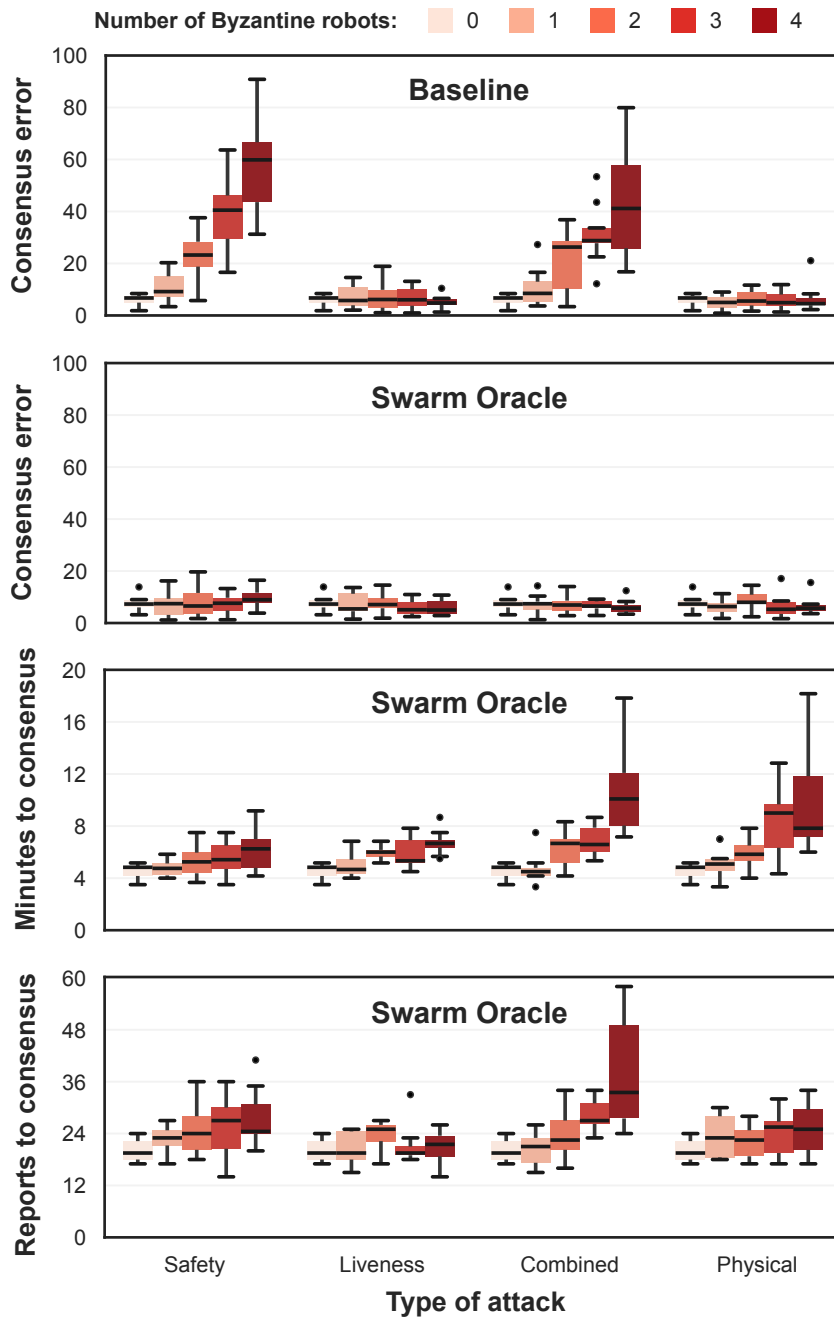 Number of Byzantine robots: 0 1 2 3 4
Baseline
Consensus error
100
80
60
40
20
0
Swarm Oracle
Consensus error
100
80
60
40
20
0
Swarm Oracle
Minutes to consensus
20
16
12
8
4
0
Swarm Oracle
Reports to consensus
60
48
36
24
12
0
Safety Liveness Combined Physical
Type of attack